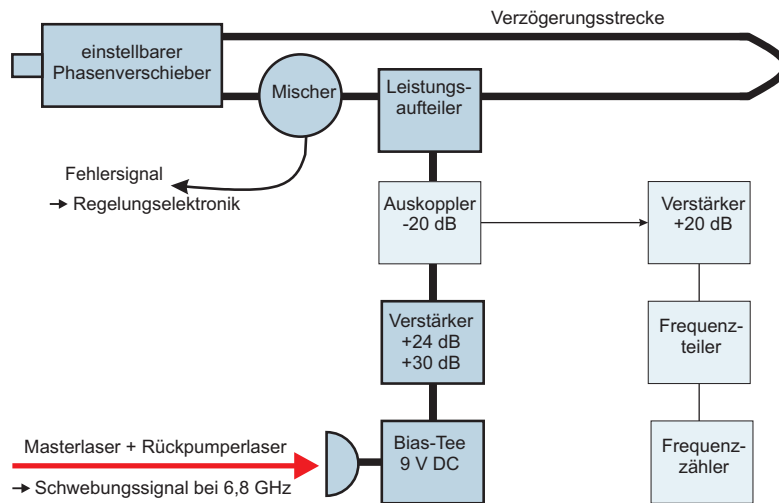 Verzögerungsstrecke
einstellbarer
Phasenverschieber
Mischer
Leistungs-
aufteiler
Fehlersignal
→ Regelungselektronik
Auskoppler
-20 dB
Verstärker
+20 dB
Verstärker
+24 dB
+30 dB
Frequenz-
teiler
Masterlaser + Rückpumperlaser
→ Schwebungssignal bei 6,8 GHz
Bias-Tee
9 V DC
Frequenz-
zähler